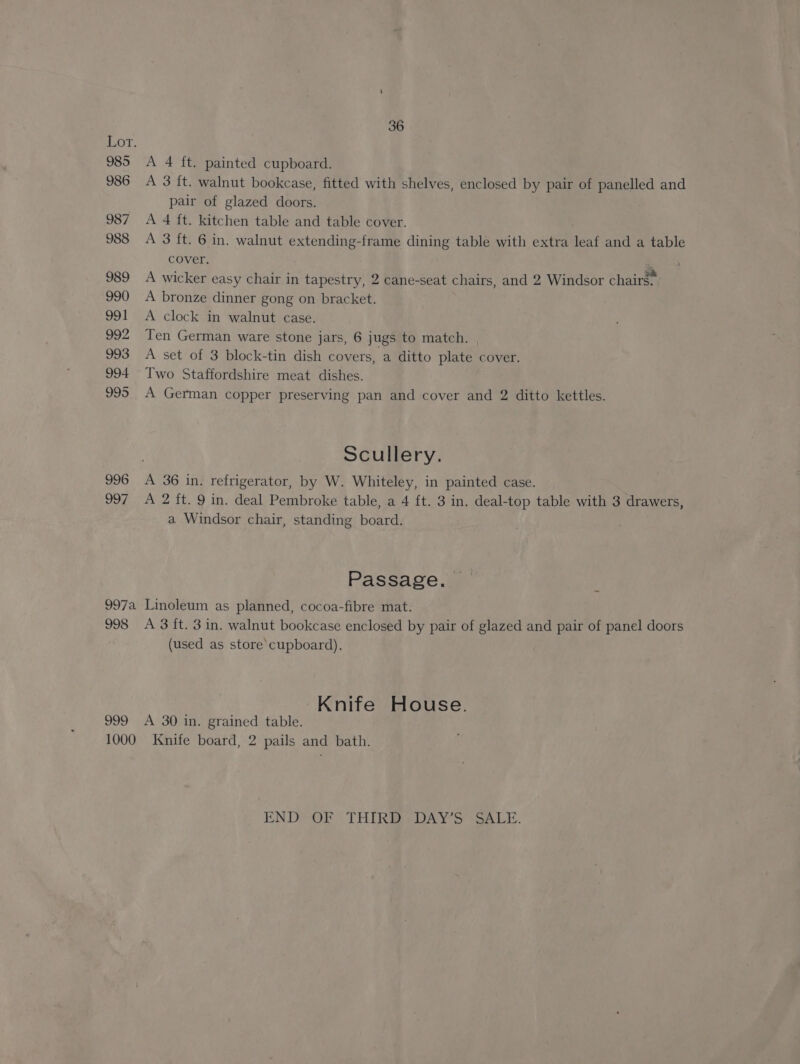 36
Lot.
985 A 4 ft. painted cupboard.
986 A 3 ft. walnut bookcase, fitted with shelves, enclosed by pair of panelled and
pair of glazed doors.
987 A 4 ft. kitchen table and table cover.
988 A 3 ft. 6 in. walnut extending-frame dining table with extra leaf and a table
cover.
989 A wicker easy chair in tapestry, 2 cane-seat chairs, and 2 Windsor chairs.
990 A bronze dinner gong on bracket.
991 A clock in walnut case.
992 Ten German ware stone jars, 6 jugs to match.
993 A set of 3 block-tin dish covers, a ditto plate cover.
994 Two Staffordshire meat dishes.
995 A German copper preserving pan and cover and 2 ditto kettles.
Scullery.
996 A 36 in. refrigerator, by W. Whiteley, in painted case.
997 A 2 ft. 9 in. deal Pembroke table, a 4 ft. 3 in. deal-top table with 3 drawers,
a Windsor chair, standing board.
Passage.
997a Linoleum as planned, cocoa-fibre mat.
998 A 3 ft. 3 in. walnut bookcase enclosed by pair of glazed and pair of panel doors
(used as store cupboard).
Knife House.
999 A 30 in. grained table.
1000 Knife board, 2 pails and bath.
END OF THIRD DAY'S SALE.